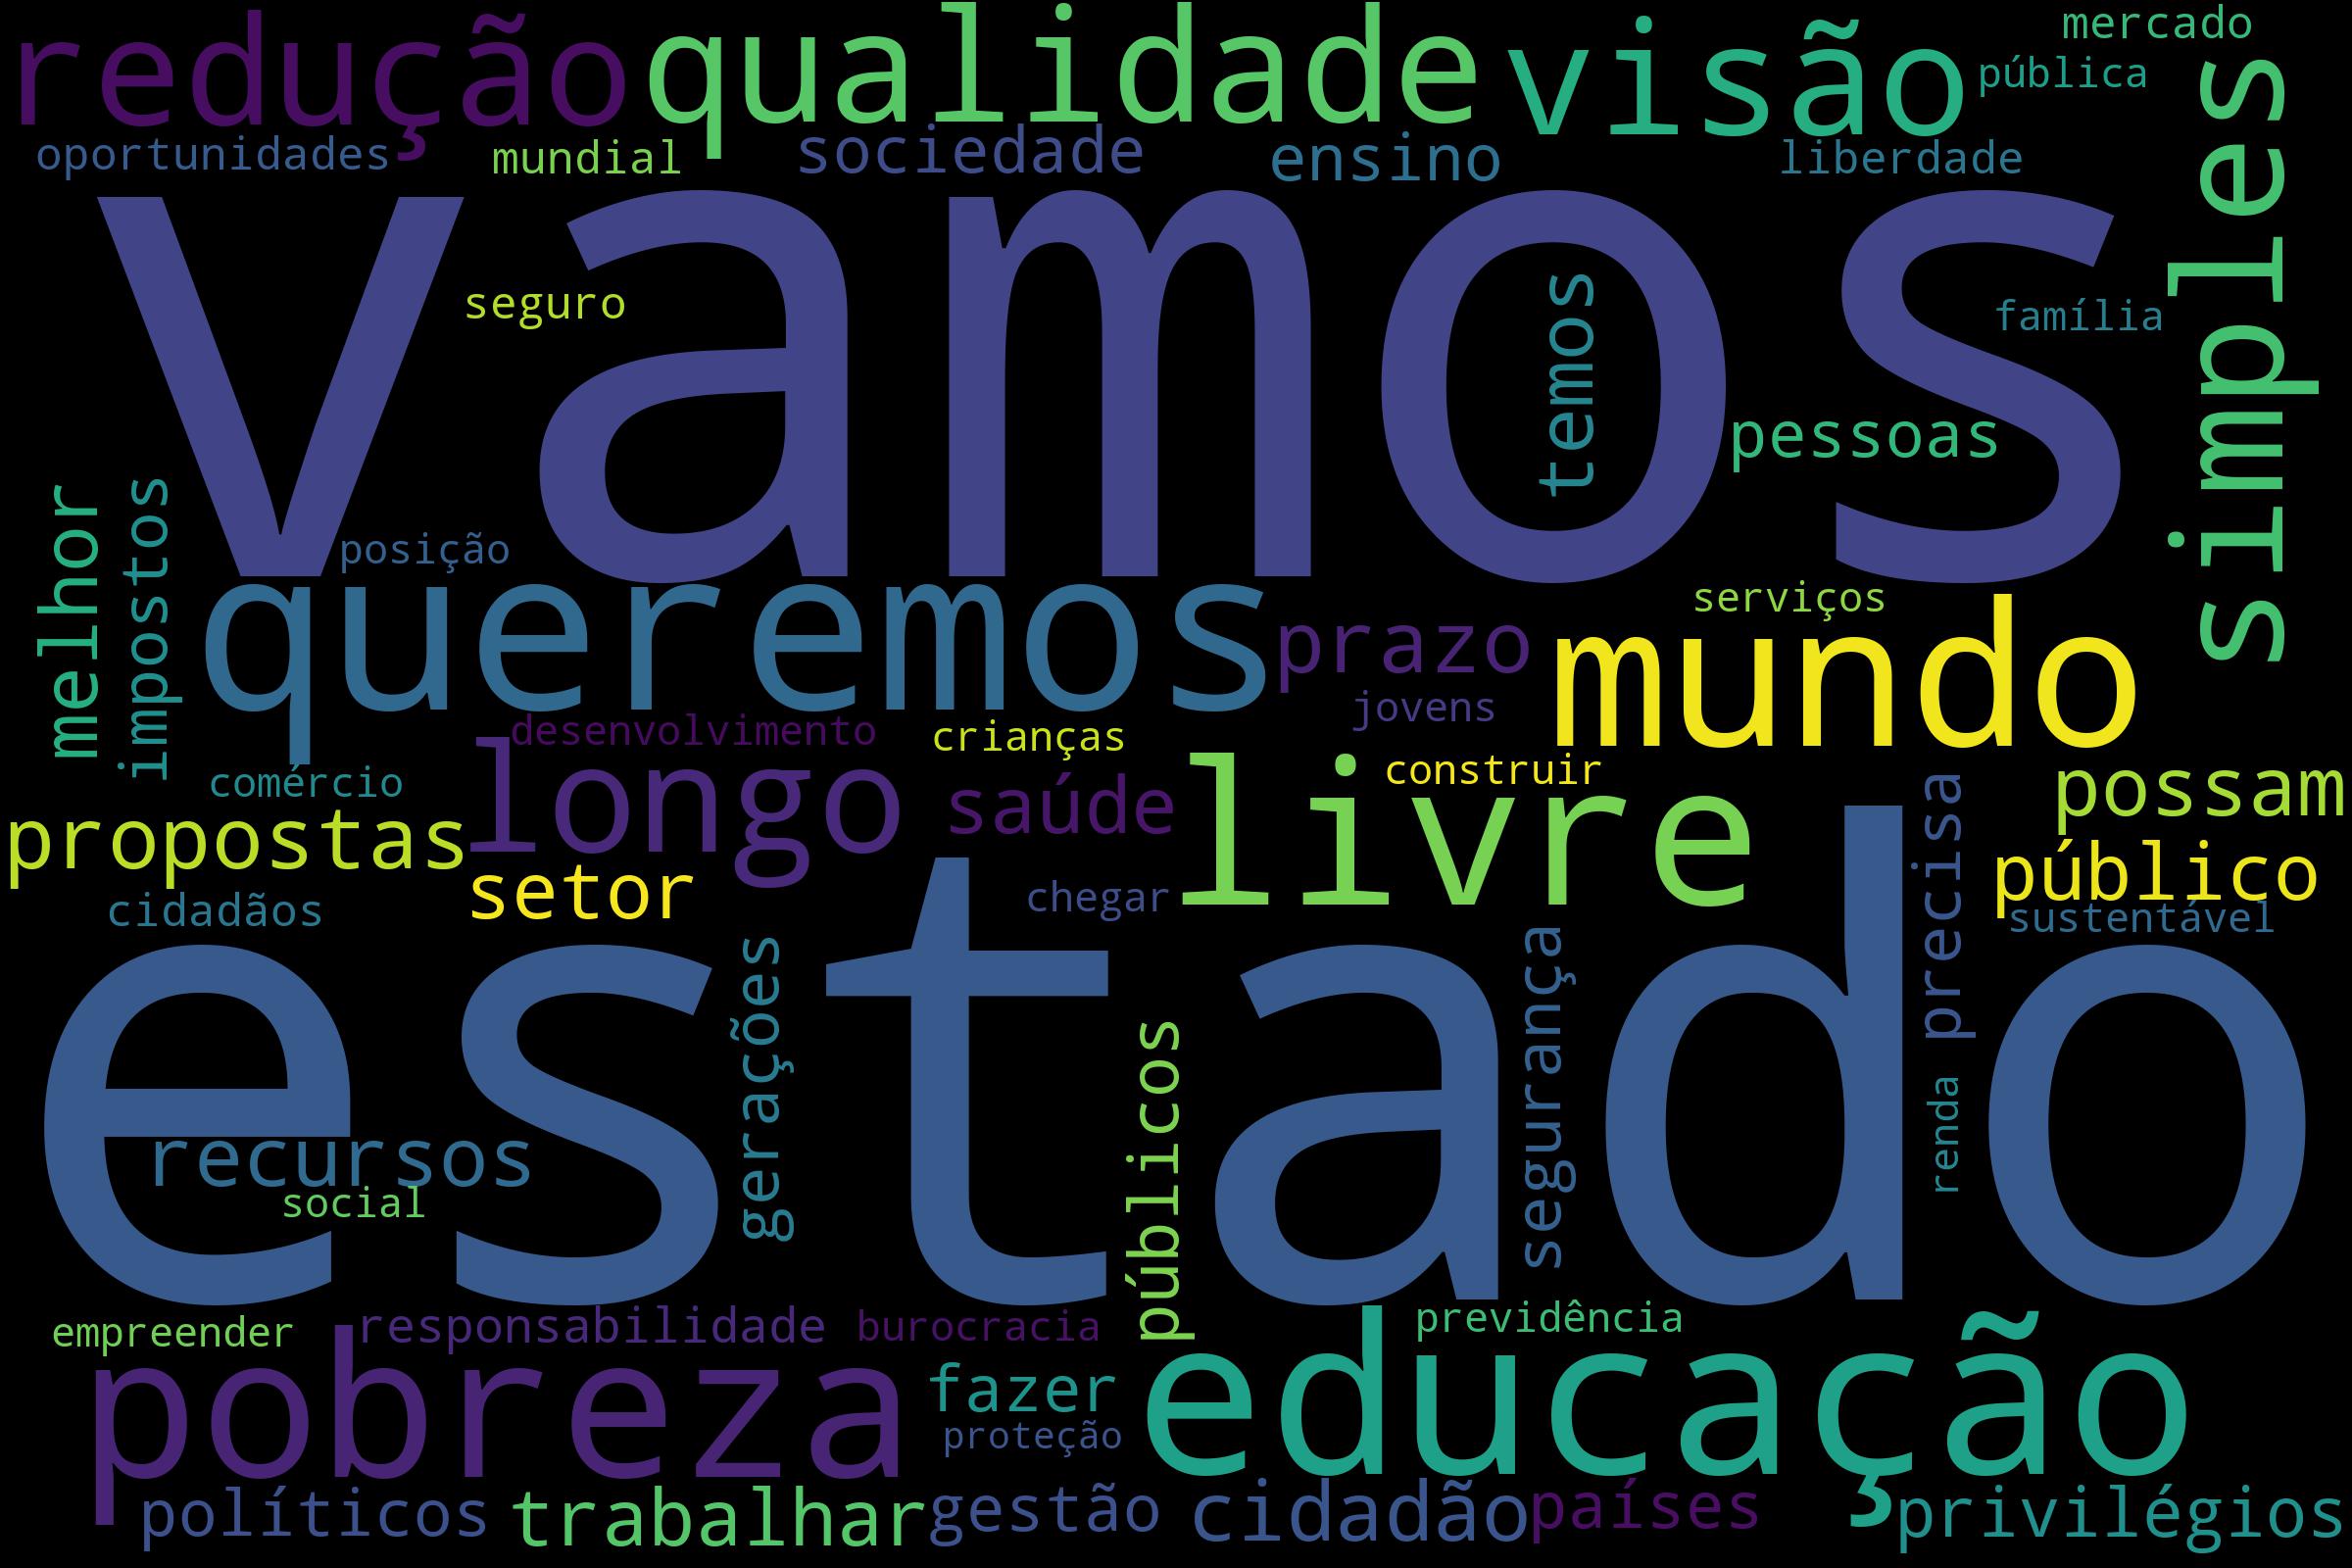 redução
qualidade
visão
mercado
pública
simples
oportunidades
mundial
sociedade
ensino
liberdade
vamos
seguro
temos
família
pessoas
melhor
impostos
posição
queremos
prazo
serviços
mundo
jovens
desenvolvimento
crianças
comércio
longo
saúde
livre
construir
precisa
possam
propostas
setor
chegar
público
cidadãos
sustentável
estado
gerações
públicos
segurança
renda
recursos
social
empreender
responsabilidade
burocracia
previdência
pobreza
fazer
educação
proteção
políticos
trabalhar
gestão
cidadão
países
privilégios